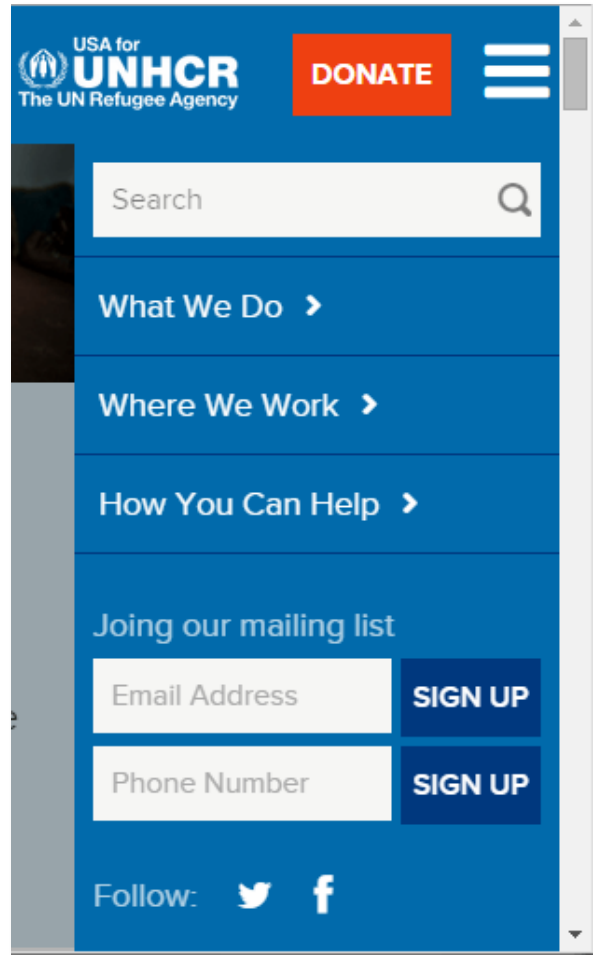 USA for
UNHCR
The UN Refugee Agency
DONATE
Search
What We Do
Where We Work
How You Can Help
Joing our mailing list
Email Address SIGN UP
Phone Number SIGN UP
Follow: